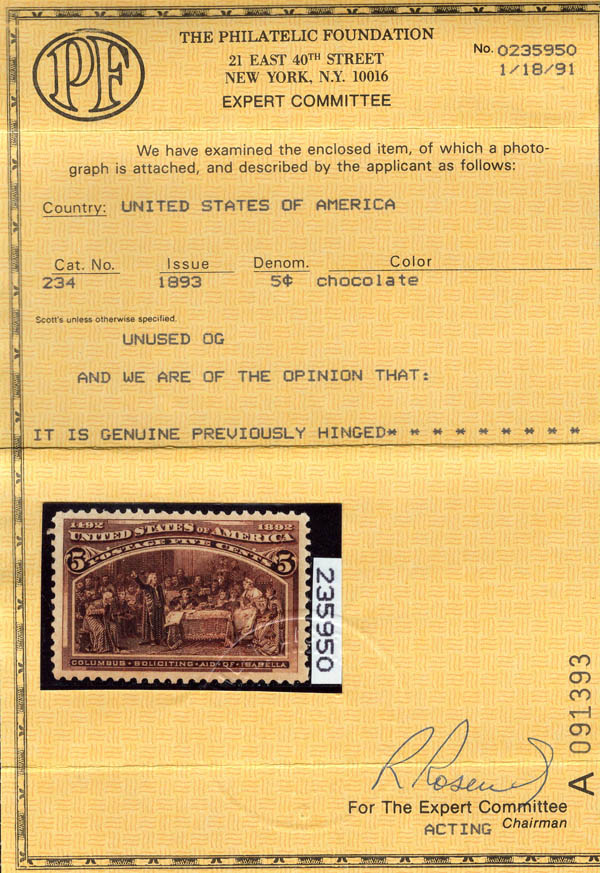 PF
THE PHILATELIC FOUNDATION
21 EAST 40TH STREET
NEW YORK, N.Y. 10016
EXPERT COMMITTEE
No. 0235950
1/18/91
We have examined the enclosed item, of which a photo-
graph is attached, and described by the applicant as follows:
Country: UNITED STATES OF AMERICA
Cat. No. Issue Denom. Color
234 1893 5¢ chocolate
Scott's unless otherwise specified.
UNUSED OG
AND WE ARE OF THE OPINION THAT:
IT IS GENUINE PREVIOUSLY HINGED* * * * * * * * *
1492 1892
UNITED STATES OF AMERICA
POSTAGE FIVE CENTS
5 5
COLUMBUS SOLICITING AID OF ISABELLA
235950
A 091393
R Rosen
For The Expert Committee
ACTING Chairman